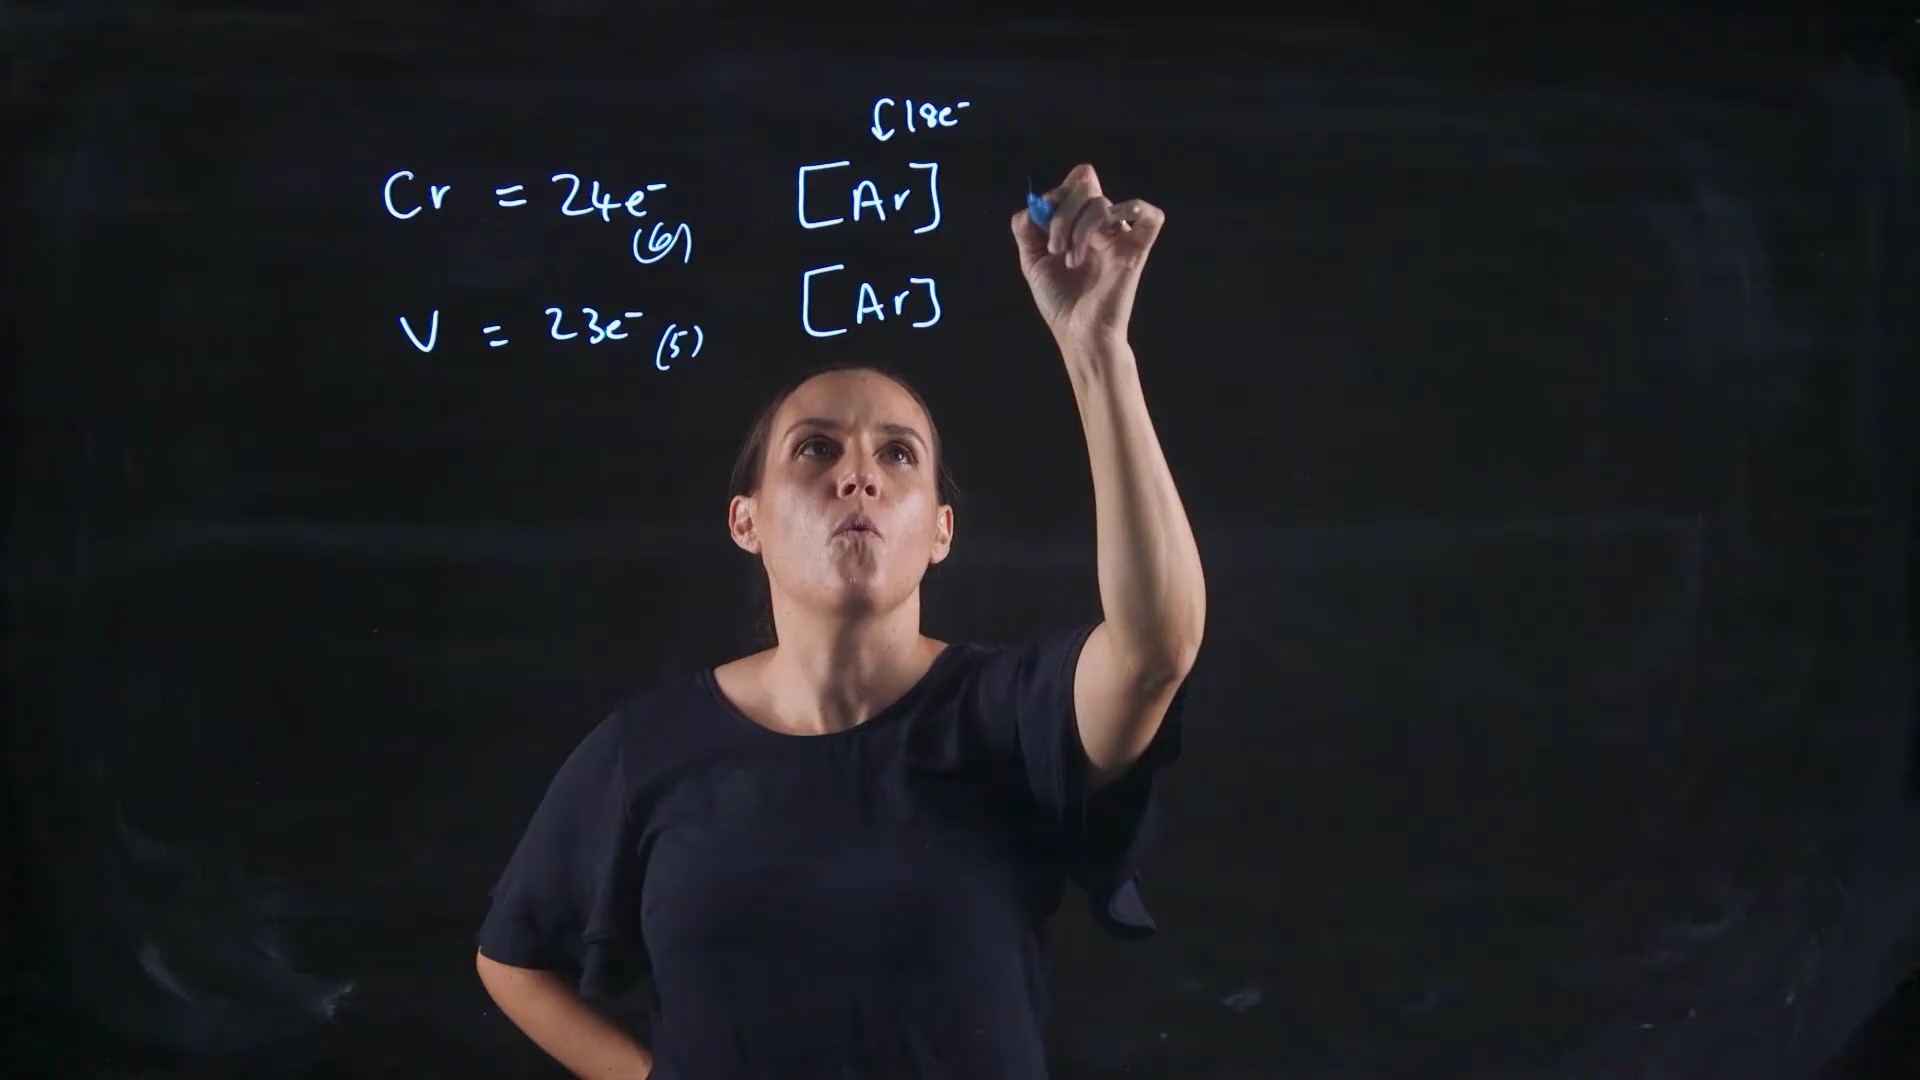 ↓18e⁻
Cr = 24e⁻ [Ar]
(6)
V = 23e⁻ (5) [Ar]